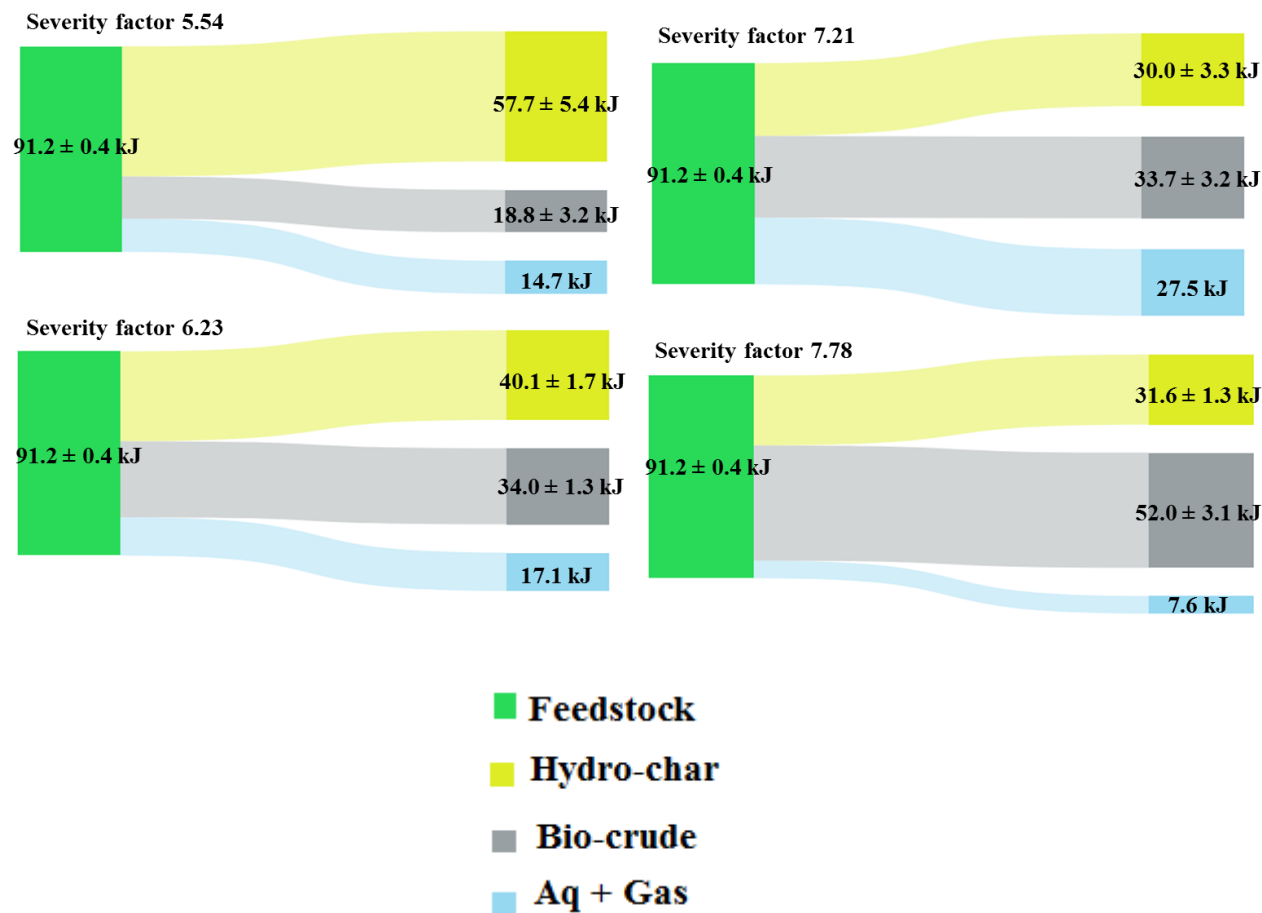 Severity factor 5.54
57.7 ± 5.4 kJ
91.2 ± 0.4 kJ
18.8 ± 3.2 kJ
14.7 kJ
Severity factor 7.21
30.0 ± 3.3 kJ
91.2 ± 0.4 kJ
33.7 ± 3.2 kJ
27.5 kJ
Severity factor 6.23
40.1 ± 1.7 kJ
91.2 ± 0.4 kJ
34.0 ± 1.3 kJ
17.1 kJ
Severity factor 7.78
31.6 ± 1.3 kJ
91.2 ± 0.4 kJ
52.0 ± 3.1 kJ
7.6 kJ
Feedstock
Hydro-char
Bio-crude
Aq + Gas